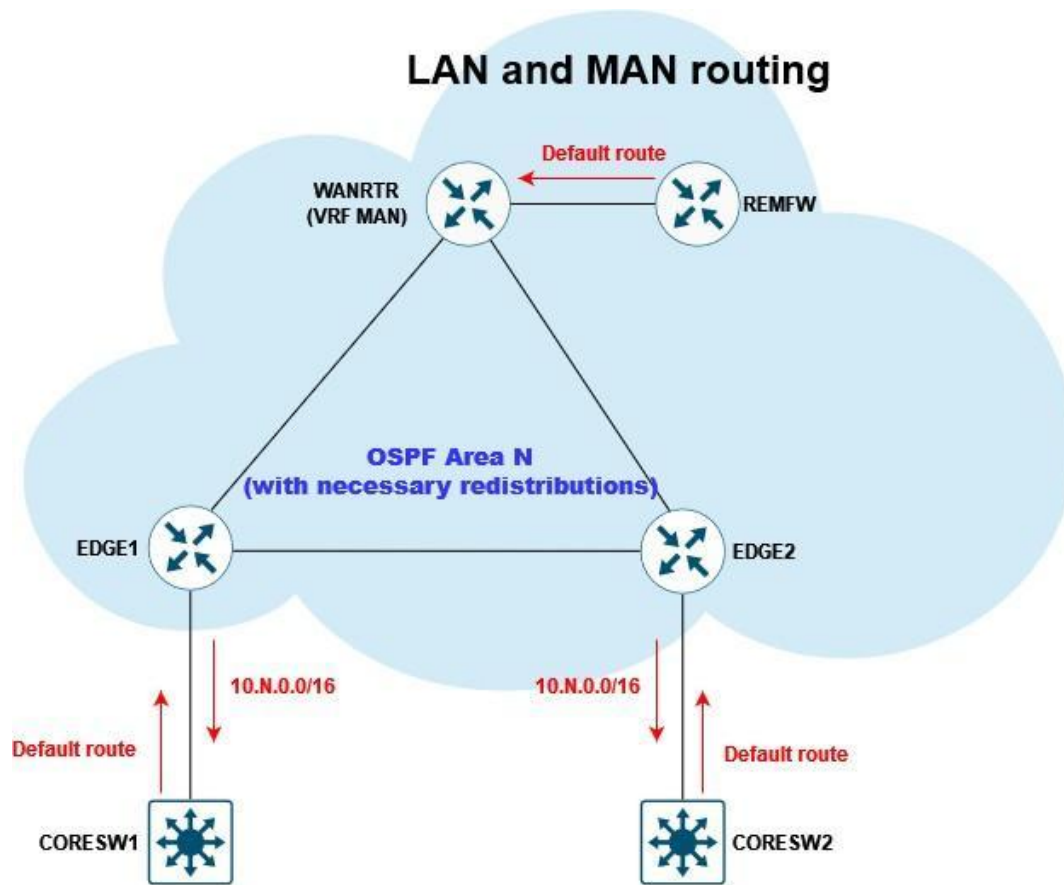 LAN and MAN routing
Default route
WANRTR
(VRF MAN)
REMFW
OSPF Area N
(with necessary redistributions)
EDGE1
EDGE2
10.N.0.0/16
10.N.0.0/16
Default route
Default route
CORESW1
CORESW2